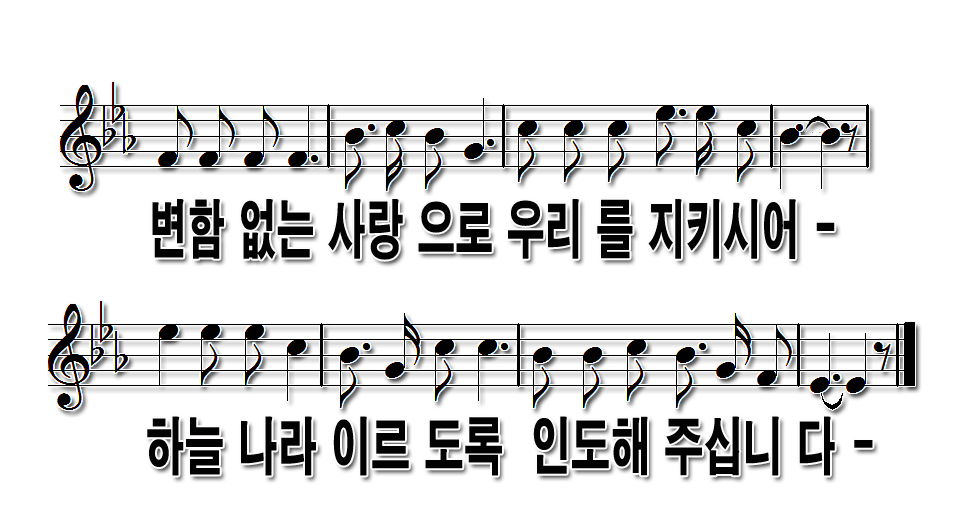 변함 없는 사랑 으로 우리 를 지키시어 -
하늘 나라 이르 도록 인도해 주십니 다 -